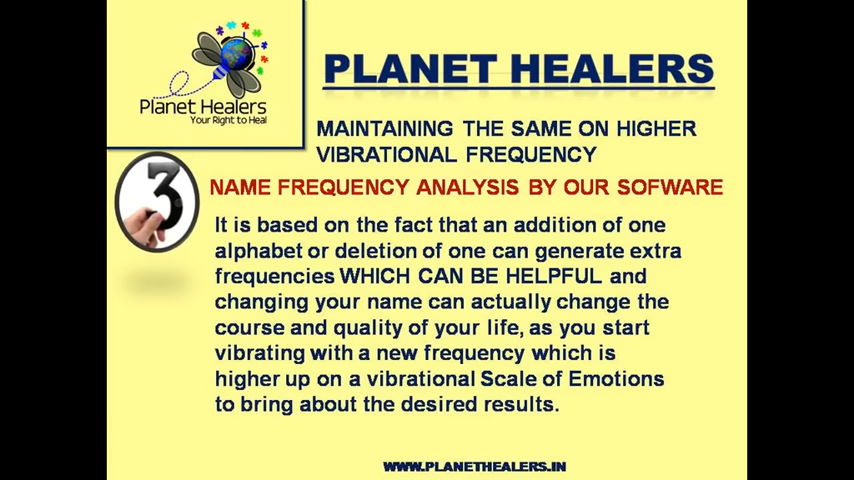 Planet Healers
Your Right to Heal
PLANET HEALERS
MAINTAINING THE SAME ON HIGHER
VIBRATIONAL FREQUENCY
3
NAME FREQUENCY ANALYSIS BY OUR SOFWARE
It is based on the fact that an addition of one
alphabet or deletion of one can generate extra
frequencies WHICH CAN BE HELPFUL and
changing your name can actually change the
course and quality of your life, as you start
vibrating with a new frequency which is
higher up on a vibrational Scale of Emotions
to bring about the desired results.
WWW.PLANETHEALERS.IN